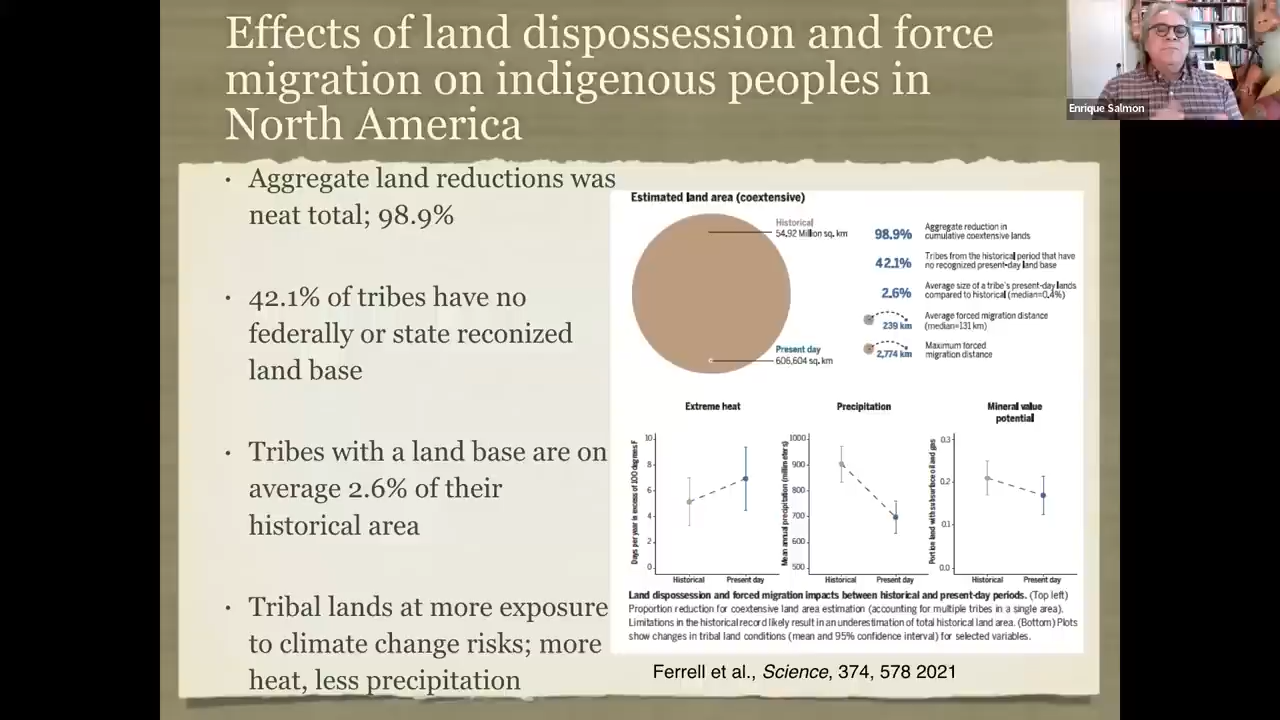 Effects of land dispossession and force
migration on indigenous peoples in
North America
Enrique Salmon
• Aggregate land reductions was
neat total; 98.9%
• 42.1% of tribes have no
federally or state reconized
land base
• Tribes with a land base are on
average 2.6% of their
historical area
• Tribal lands at more exposure
to climate change risks; more
heat, less precipitation
Estimated land area (coextensive)
Historical
54,92 Million sq. km
Present day
606,604 sq. km
98.9%
Aggregate reduction in
cumulative coextensive lands
42.1%
Tribes from the historical period that have
no recognized present-day land base
2.6%
Average size of a tribe's present-day lands
compared to historical (median=0.4%)
239 km
Average forced migration distance
(median=131 km)
2,774 km
Maximum forced
migration distance
Extreme heat
Days per year in excess of 100 degrees F
10
8
6
4
2
0
Historical
Present day
Precipitation
Mean annual precipitation (millimeters)
1000
900
800
700
600
500
Historical
Present day
Mineral value
potential
Portion land with subsurface oil and gas
0.3
0.2
0.1
0.0
Historical
Present day
Land dispossession and forced migration impacts between historical and present-day periods. (Top left)
Proportion reduction for coextensive land area estimation (accounting for multiple tribes in a single area).
Limitations in the historical record likely result in an underestimation of total historical land area. (Bottom) Plots
show changes in tribal land conditions (mean and 95% confidence interval) for selected variables.
Ferrell et al., Science, 374, 578 2021